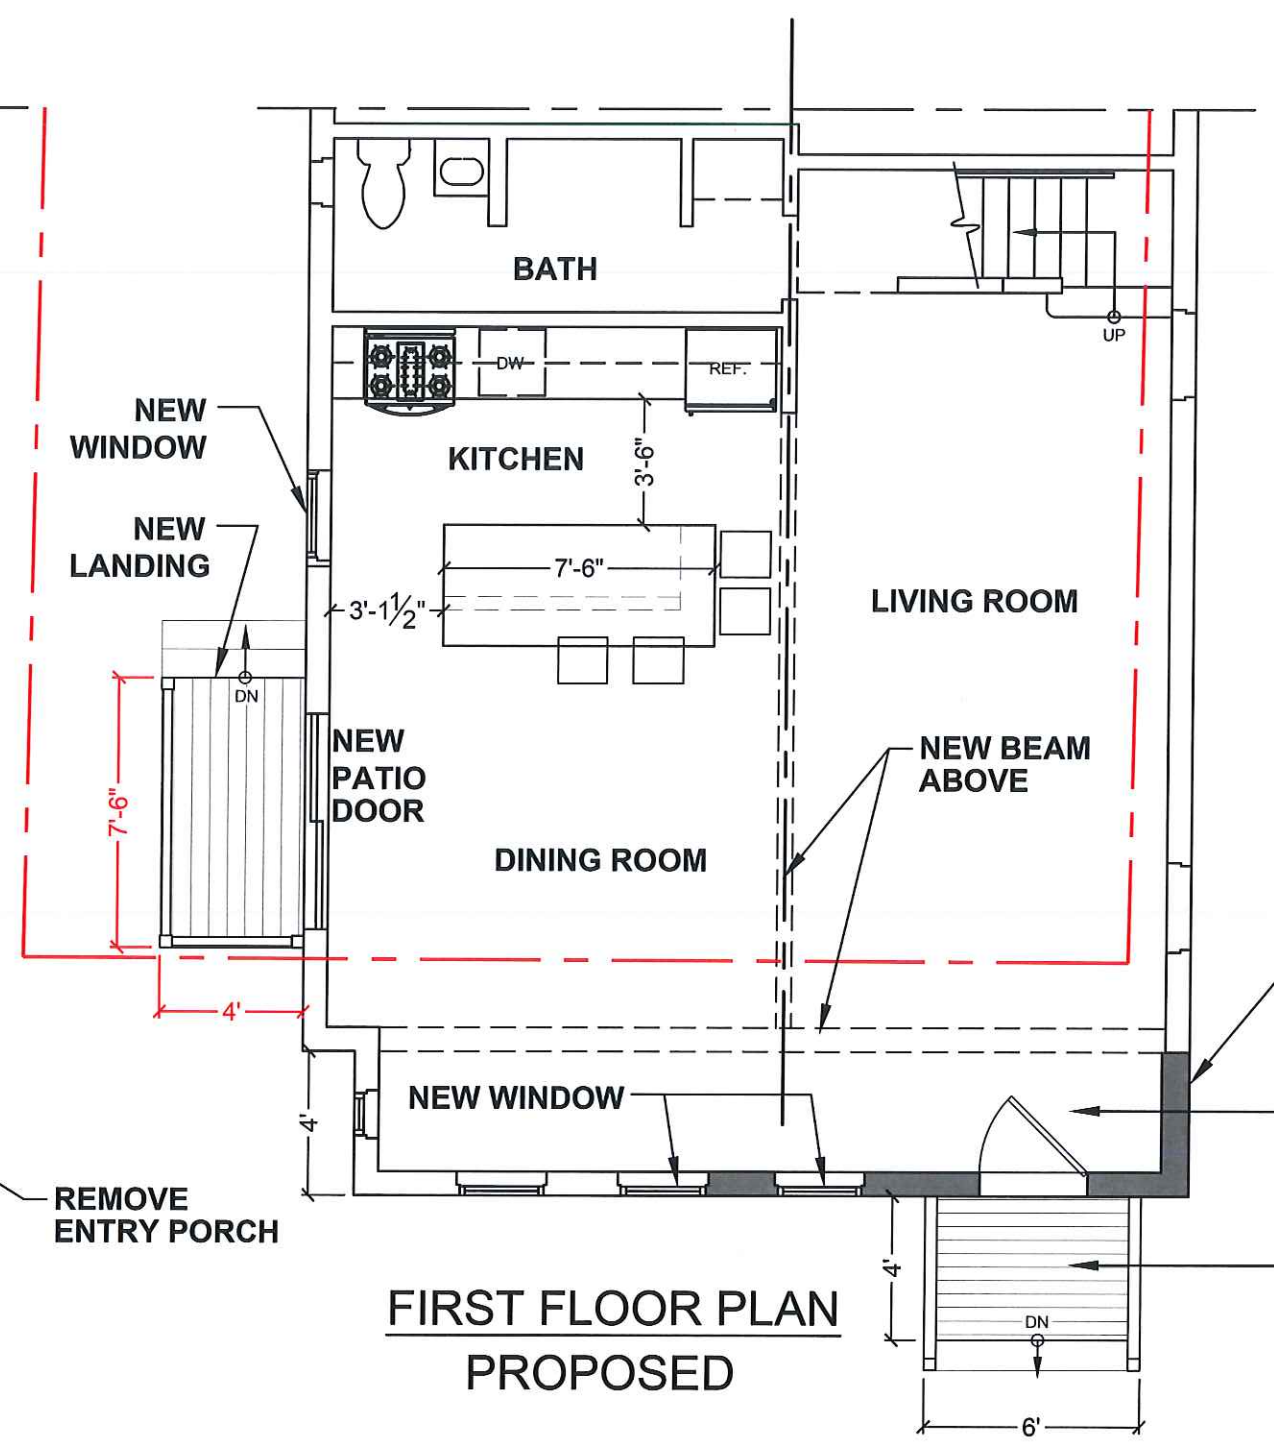 BATH
UP
DW
REF.
NEW
WINDOW
KITCHEN
3'-6"
NEW
LANDING
7'-6"
3'-1½"
LIVING ROOM
DN
NEW
PATIO
DOOR
NEW BEAM
ABOVE
7'-6"
DINING ROOM
4'
NEW WINDOW
4'
REMOVE
ENTRY PORCH
4'
DN
FIRST FLOOR PLAN
PROPOSED
6'